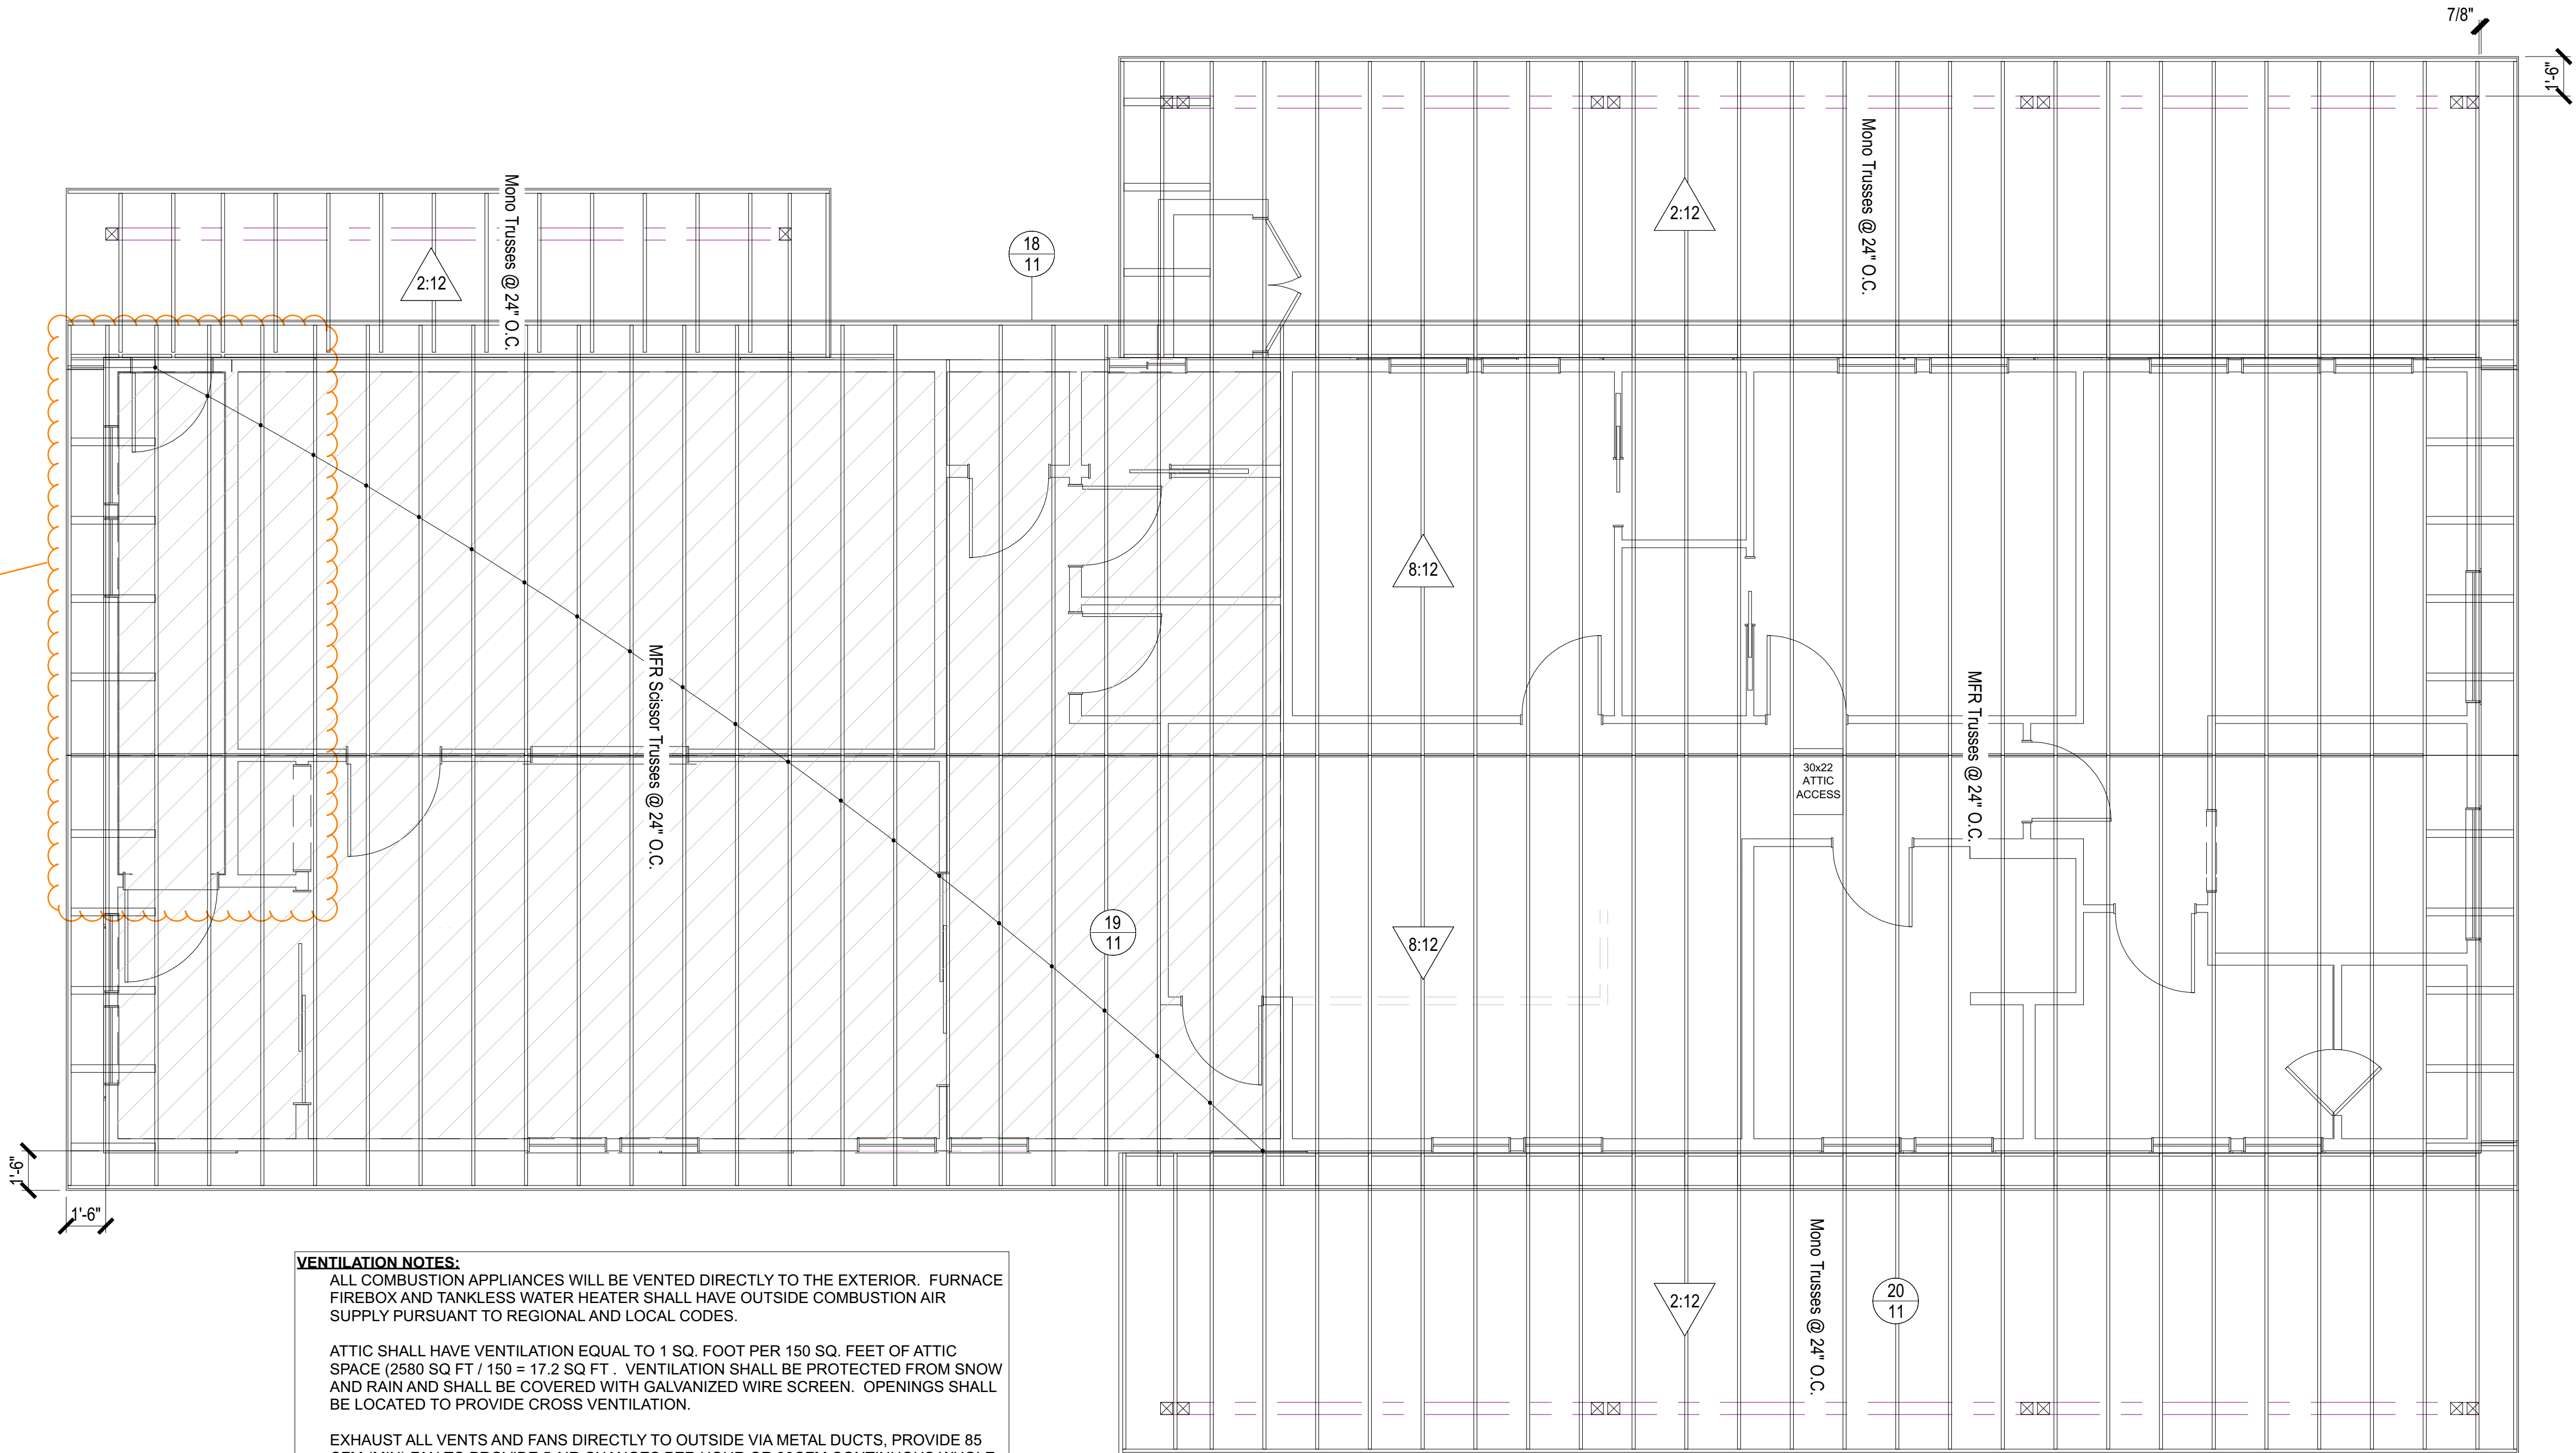 7/8"
1'-6"
Mono Trusses @ 24" O.C.
Mono Trusses @ 24" O.C.
2:12
18
11
2:12
8:12
MFR Scissor Trusses @ 24" O.C.
MFR Trusses @ 24" O.C.
30x22
ATTIC
ACCESS
19
11
8:12
1'-6"
1'-6"
Mono Trusses @ 24" O.C.
2:12
20
11
VENTILATION NOTES:
ALL COMBUSTION APPLIANCES WILL BE VENTED DIRECTLY TO THE EXTERIOR. FURNACE
FIREBOX AND TANKLESS WATER HEATER SHALL HAVE OUTSIDE COMBUSTION AIR
SUPPLY PURSUANT TO REGIONAL AND LOCAL CODES.
ATTIC SHALL HAVE VENTILATION EQUAL TO 1 SQ. FOOT PER 150 SQ. FEET OF ATTIC
SPACE (2580 SQ FT / 150 = 17.2 SQ FT . VENTILATION SHALL BE PROTECTED FROM SNOW
AND RAIN AND SHALL BE COVERED WITH GALVANIZED WIRE SCREEN. OPENINGS SHALL
BE LOCATED TO PROVIDE CROSS VENTILATION.
EXHAUST ALL VENTS AND FANS DIRECTLY TO OUTSIDE VIA METAL DUCTS, PROVIDE 85